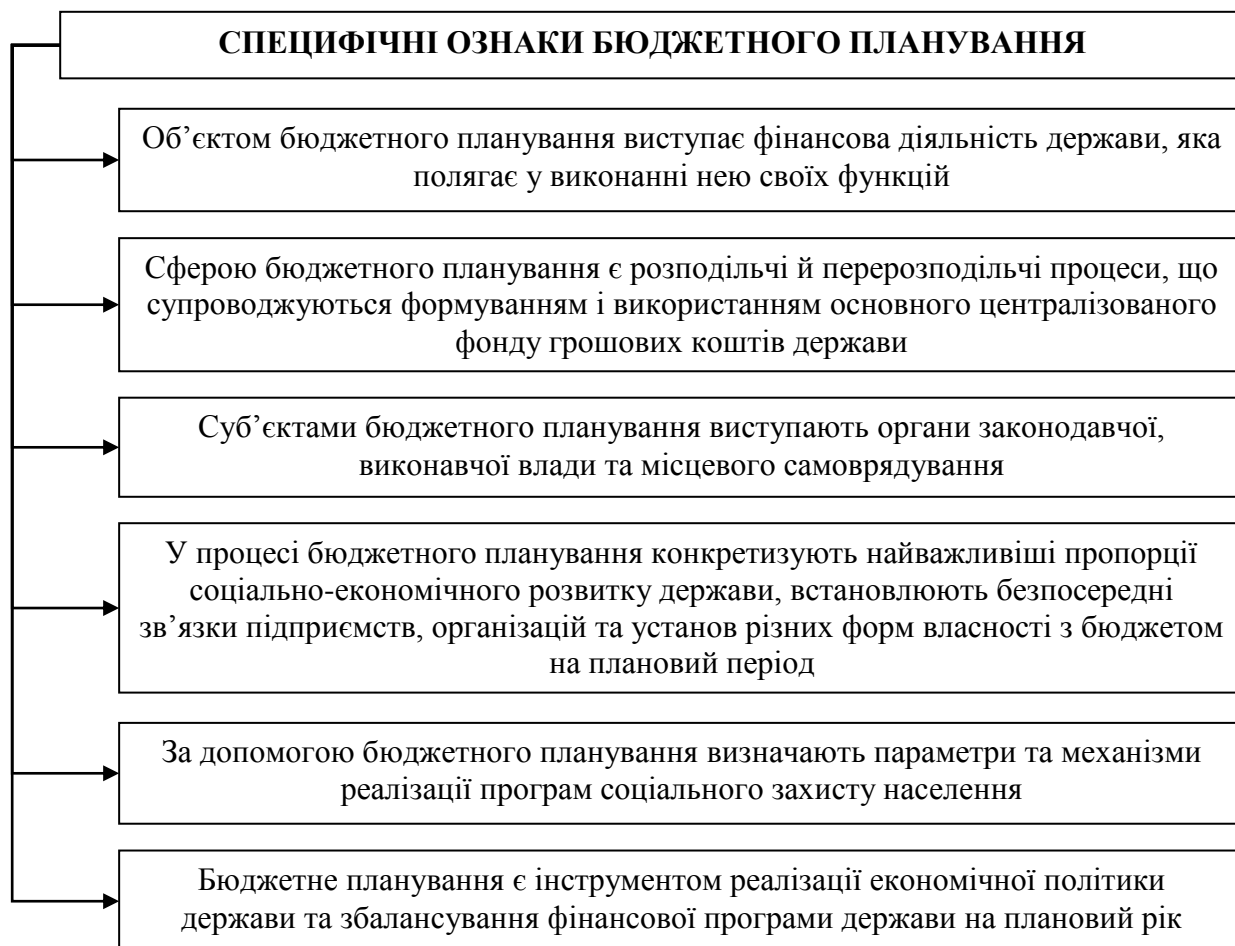 СПЕЦИФІЧНІ ОЗНАКИ БЮДЖЕТНОГО ПЛАНУВАННЯ
Об’єктом бюджетного планування виступає фінансова діяльність держави, яка
полягає у виконанні нею своїх функцій
Сферою бюджетного планування є розподільчі й перерозподільчі процеси, що
супроводжуються формуванням і використанням основного централізованого
фонду грошових коштів держави
Суб’єктами бюджетного планування виступають органи законодавчої,
виконавчої влади та місцевого самоврядування
У процесі бюджетного планування конкретизують найважливіші пропорції
соціально-економічного розвитку держави, встановлюють безпосередні
зв’язки підприємств, організацій та установ різних форм власності з бюджетом
на плановий період
За допомогою бюджетного планування визначають параметри та механізми
реалізації програм соціального захисту населення
Бюджетне планування є інструментом реалізації економічної політики
держави та збалансування фінансової програми держави на плановий рік